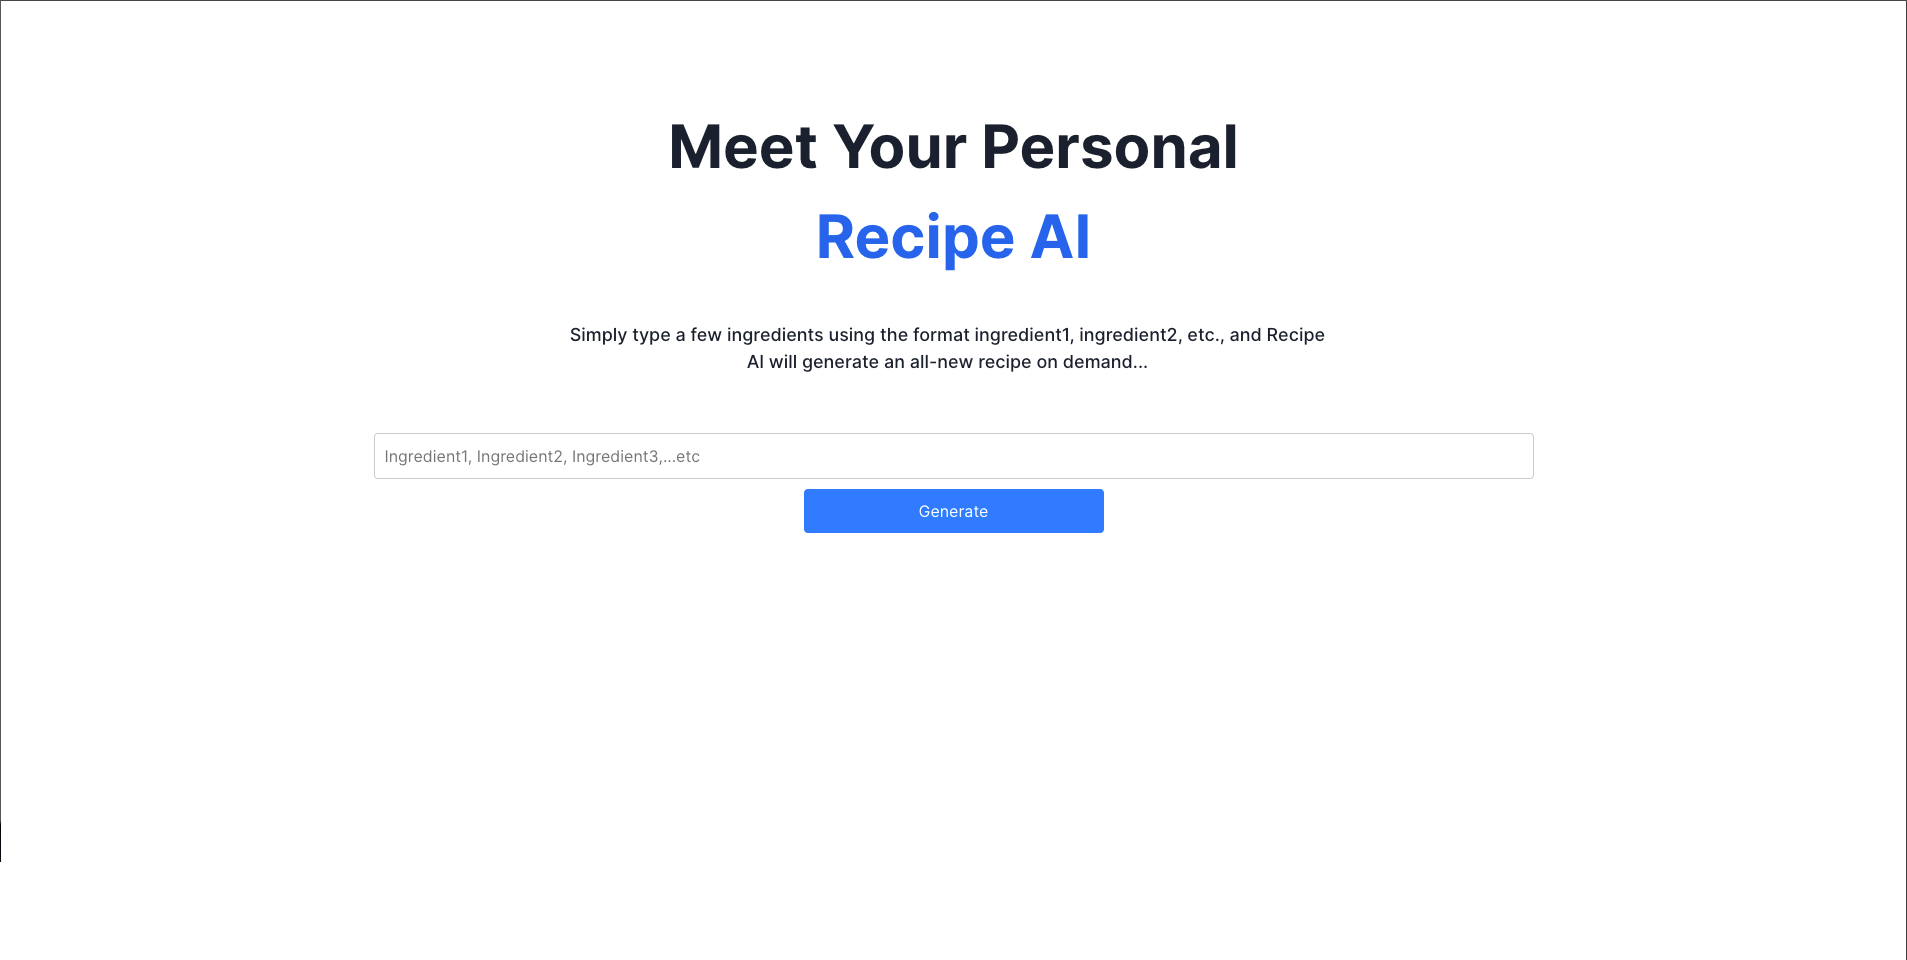 Meet Your Personal
Recipe AI
Simply type a few ingredients using the format ingredient1, ingredient2, etc., and Recipe
AI will generate an all-new recipe on demand...
Ingredient1, Ingredient2, Ingredient3,...etc
Generate